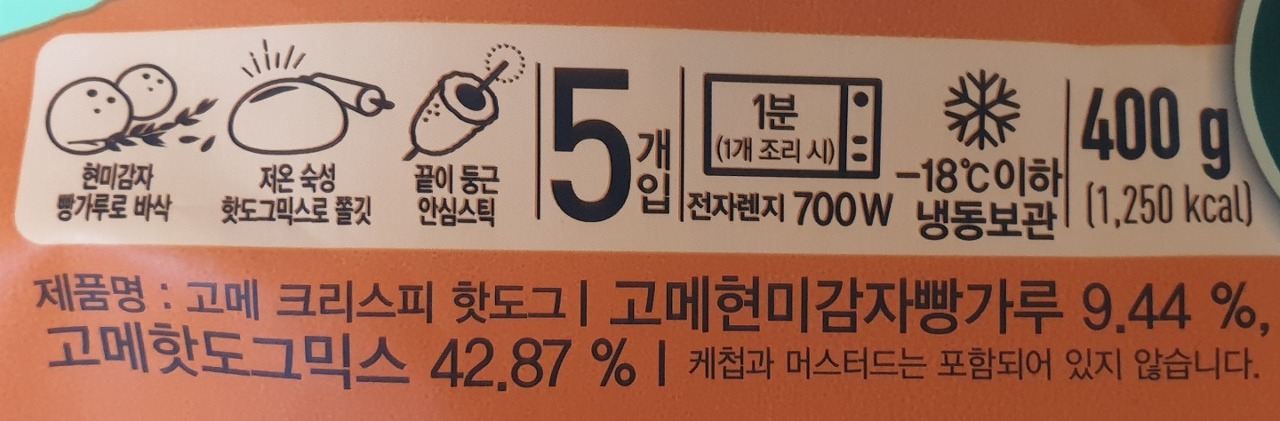 현미감자
빵가루로 바삭
저온 숙성
핫도그믹스로 쫄깃
끝이 둥근
안심스틱
5개입
1분
(1개 조리 시)
전자렌지 700W
-18℃이하
냉동보관
400 g
(1,250 kcal)
제품명 : 고메 크리스피 핫도그 | 고메현미감자빵가루 9.44 %,
고메핫도그믹스 42.87 % | 케첩과 머스터드는 포함되어 있지 않습니다.